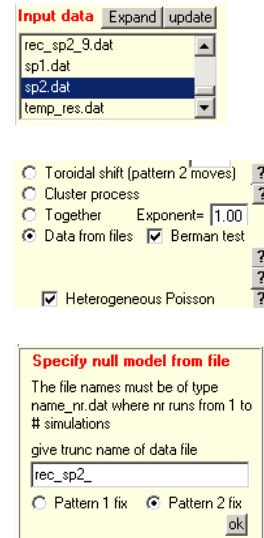 Input data Expand update
rec_sp2_9.dat
sp1.dat
sp2.dat
temp_res.dat
Toroidal shift (pattern 2 moves) ?
Cluster process ?
Together Exponent= 1.00
Data from files Berman test
?
?
Heterogeneous Poisson ?
Specify null model from file
The file names must be of type
name_nr.dat where nr runs from 1 to
# simulations
give trunc name of data file
rec_sp2_
Pattern 1 fix Pattern 2 fix
ok